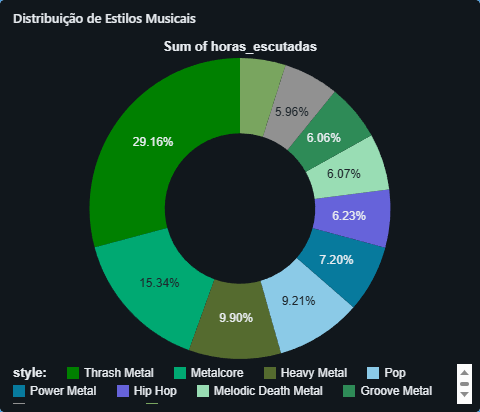 Distribuição de Estilos Musicais
Sum of horas_escutadas
5.96%
29.16%
6.06%
6.07%
6.23%
7.20%
15.34%
9.21%
9.90%
style: Thrash Metal Metalcore Heavy Metal Pop
Power Metal Hip Hop Melodic Death Metal Groove Metal